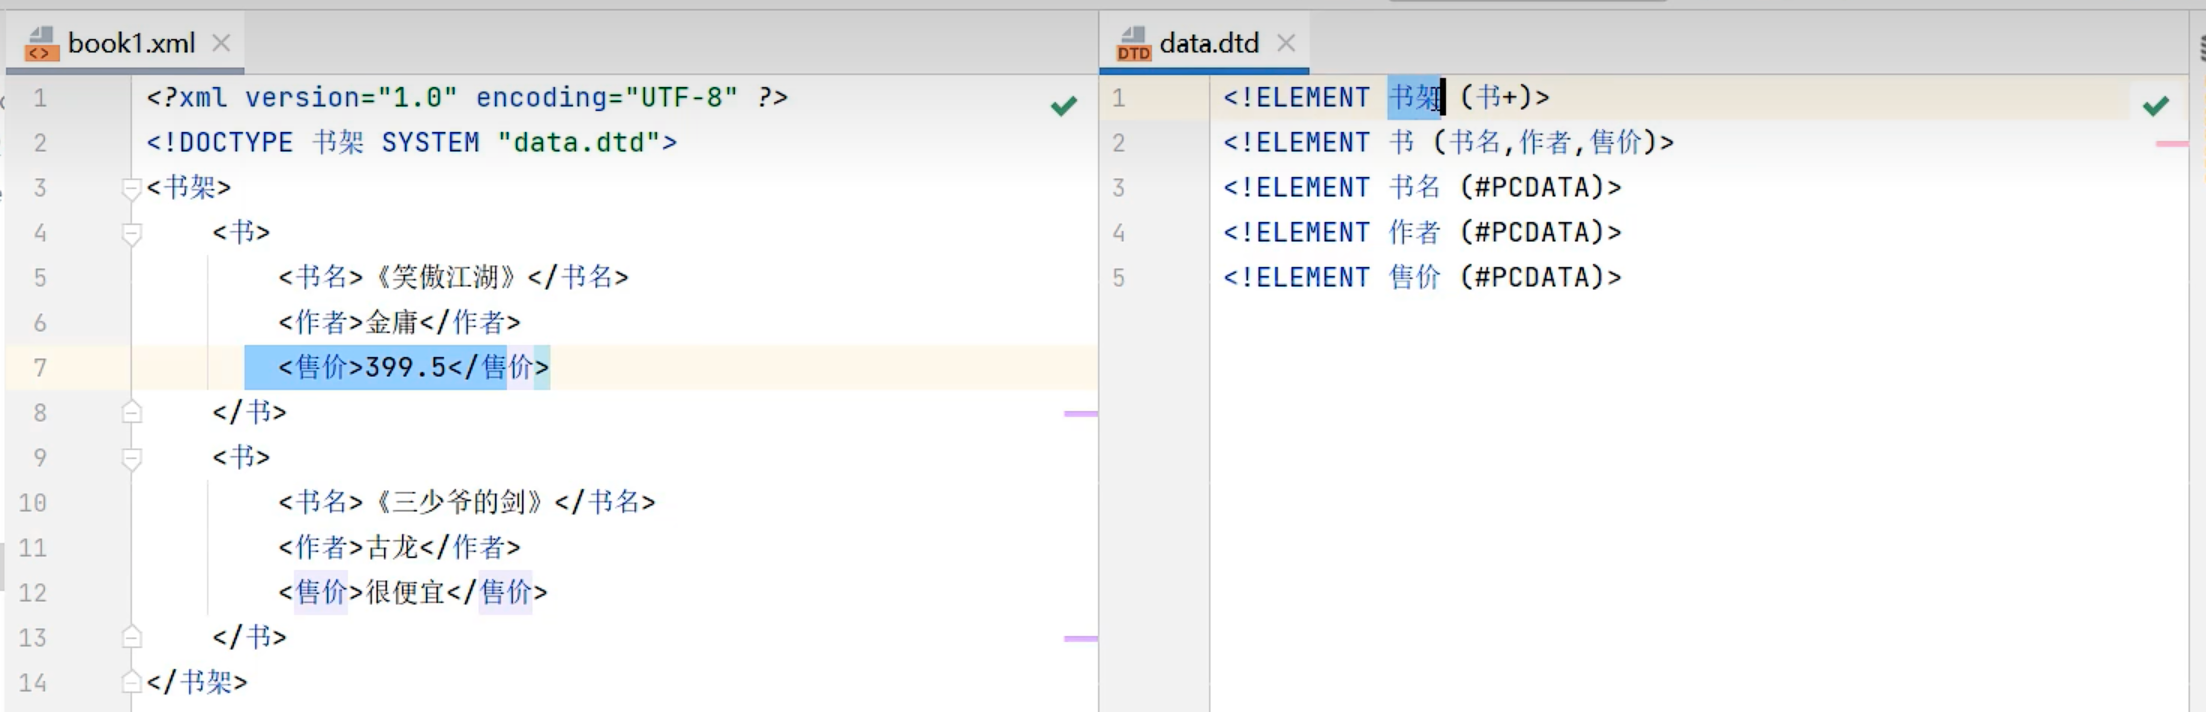 book1.xml
1 <?xml version="1.0" encoding="UTF-8" ?>
2 <!DOCTYPE 书架 SYSTEM "data.dtd">
3 <书架>
4 <书>
5 <书名>《笑傲江湖》</书名>
6 <作者>金庸</作者>
7 <售价>399.5</售价>
8 </书>
9 <书>
10 <书名>《三少爷的剑》</书名>
11 <作者>古龙</作者>
12 <售价>很便宜</售价>
13 </书>
14 </书架>
DTD data.dtd
1 <!ELEMENT 书架 (书+)>
2 <!ELEMENT 书 (书名,作者,售价)>
3 <!ELEMENT 书名 (#PCDATA)>
4 <!ELEMENT 作者 (#PCDATA)>
5 <!ELEMENT 售价 (#PCDATA)>